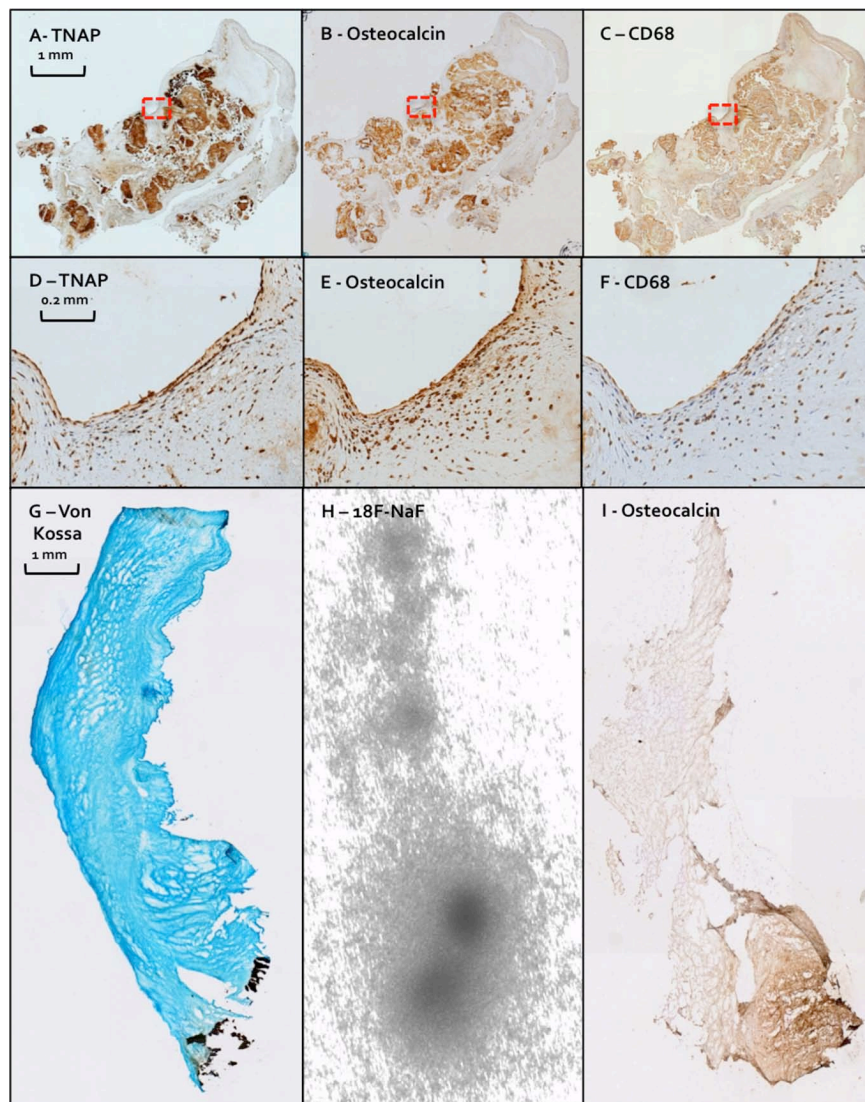 A- TNAP
1 mm
B - Osteocalcin
C – CD68
D – TNAP
0.2 mm
E - Osteocalcin
F - CD68
G – Von
Kossa
1 mm
H – 18F-NaF
I - Osteocalcin